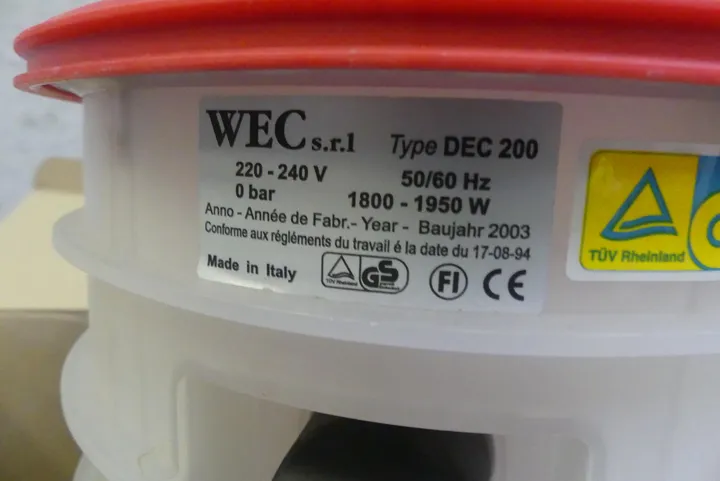 WEC s.r.l Type DEC 200
220 - 240 V 50/60 Hz
0 bar 1800 - 1950 W
Anno - Année de Fabr.- Year - Baujahr 2003
Conforme aux réglements du travail é la date du 17-08-94
Made in Italy
TÜV Rheinland
GS
FI
CE
TÜV Rheinland